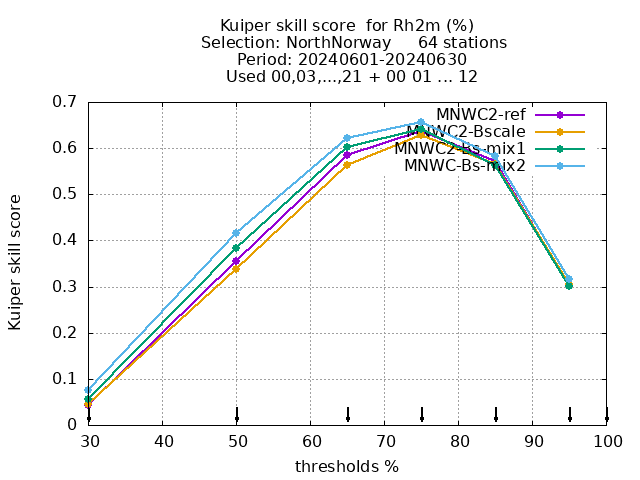 Kuiper skill score  for Rh2m (%)
Selection: NorthNorway     64 stations
Period: 20240601-20240630
Used 00,03,...,21 + 00 01 ... 12
MNWC2-ref
MNWC2-Bscale
MNWC2-Bs-mix1
MNWC-Bs-mix2
Kuiper skill score
0.7
0.6
0.5
0.4
0.3
0.2
0.1
0
30 40 50 60 70 80 90 100
thresholds %